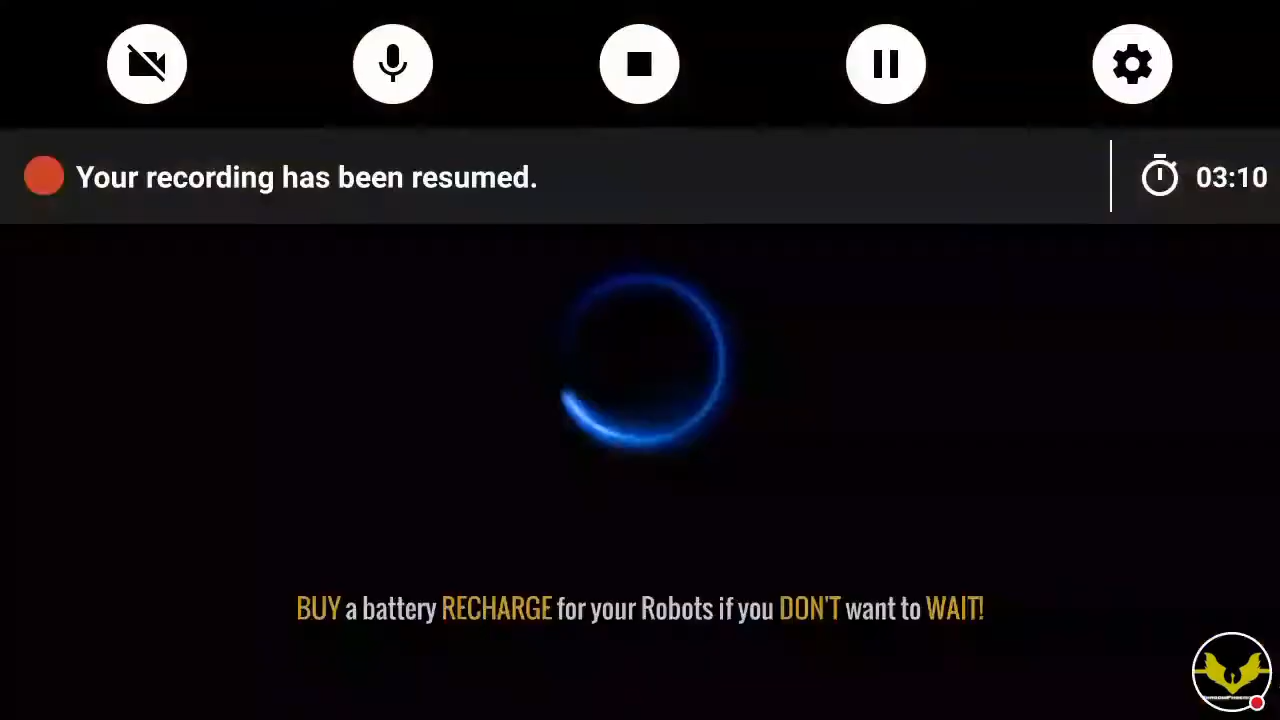 Your recording has been resumed.
03:10
BUY a battery RECHARGE for your Robots if you DON'T want to WAIT!